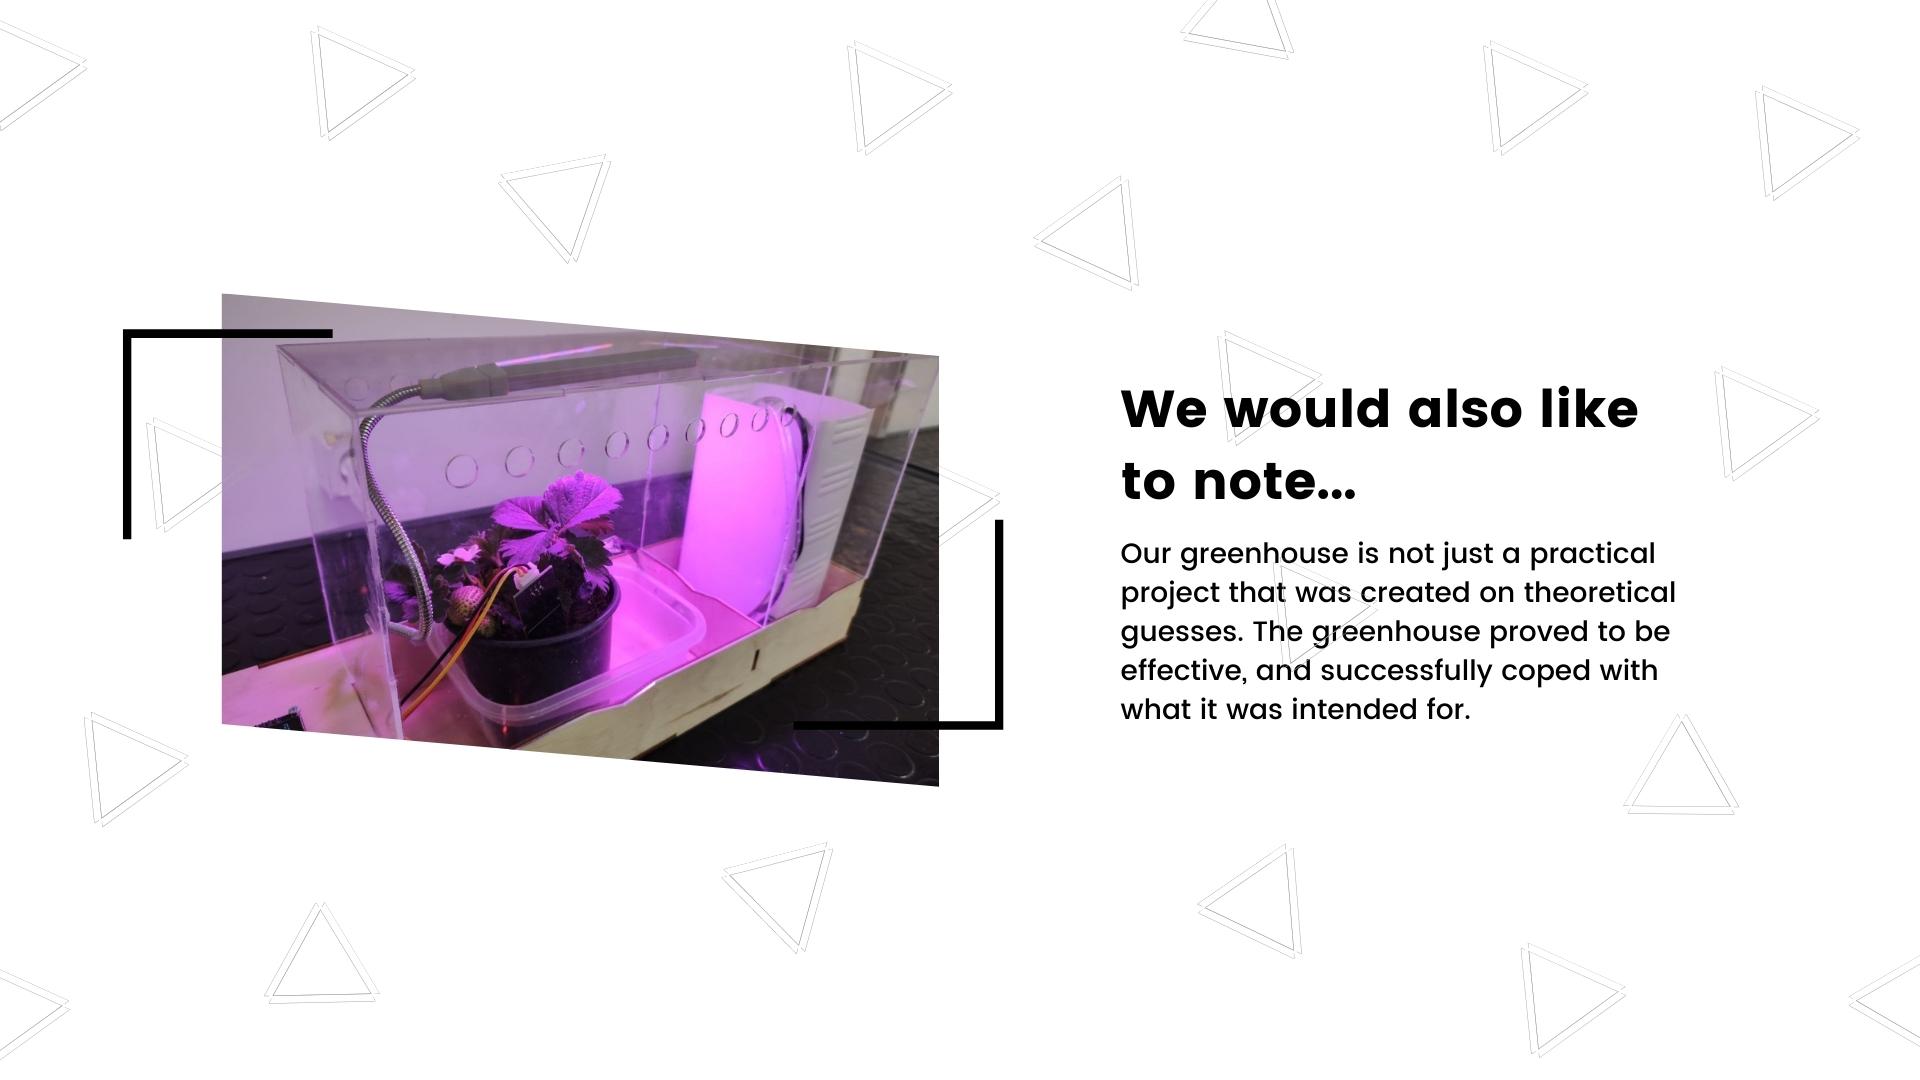 We would also like
to note...
Our greenhouse is not just a practical
project that was created on theoretical
guesses. The greenhouse proved to be
effective, and successfully coped with
what it was intended for.